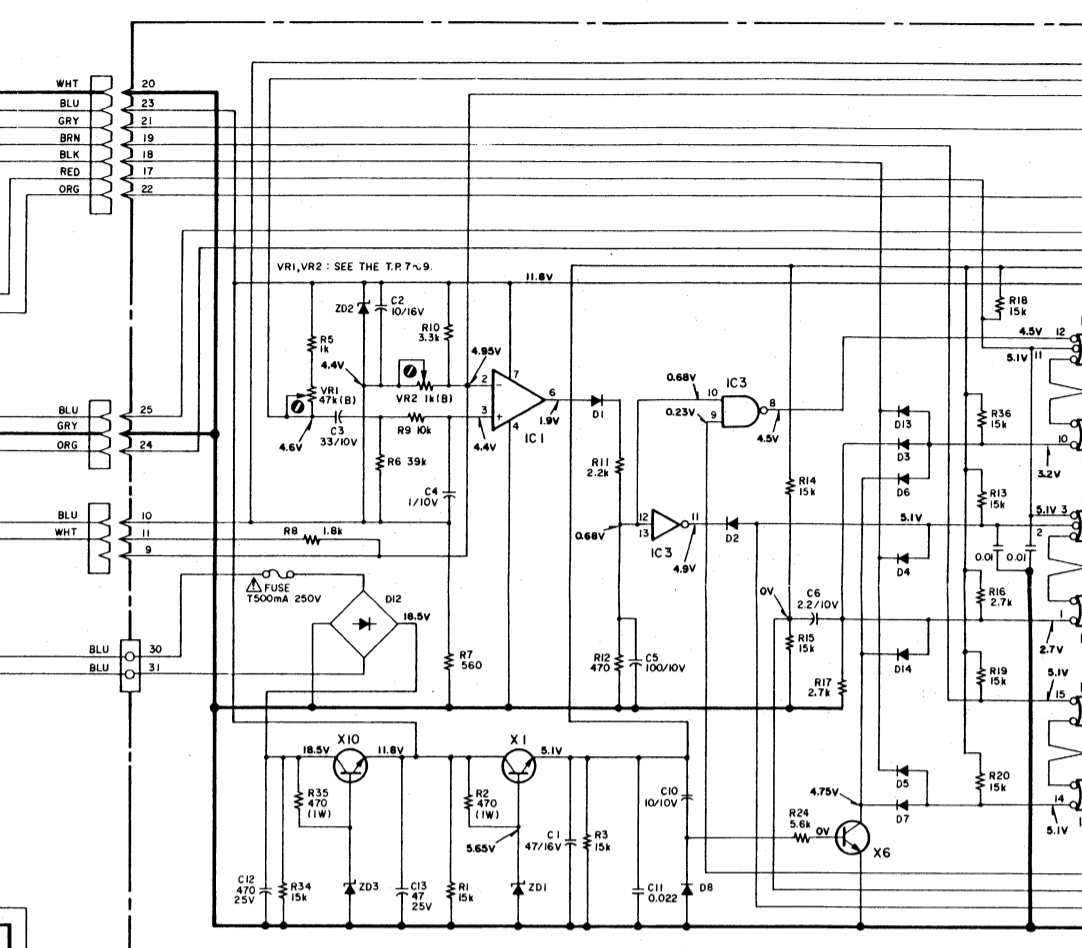 WHT 20
BLU 23
GRY 21
BRN 19
BLK 18
RED 17
ORG 22
VR1,VR2 : SEE THE T.P. 7~9.
11.8V
ZD2
C2
10/16V
R10
3.3k
R5
1k
4.4V
4.95V
VR1
47k(B)
VR2 1k(B)
2
−
7
6
3
+
4
IC1
1.9V
4.4V
4.6V
C3
33/10V
R9 10k
R6 39k
C4
1/10V
D1
R11
2.2k
0.68V
10
IC3
0.23V
9
8
4.5V
R14
15k
R18
15k
4.5V 12
5.1V 11
D13
D3
D6
R36
15k
10
3.2V
BLU 25
GRY
ORG 24
BLU 10
WHT 11
9
R8 1.8k
0.68V
12
13
11
IC3
4.9V
D2
5.1V
D4
R13
15k
5.1V 3
2
0.01
0.01
FUSE
T500mA 250V
D12
18.5V
0V
C6
2.2/10V
R16
2.7k
1
2.7V
BLU 30
BLU 31
R7
560
R12
470
C5
100/10V
R15
15k
R17
2.7k
D14
R19
15k
5.1V
15
X10
18.5V
11.8V
X1
5.1V
R35
470
(1W)
R2
470
(1W)
5.65V
C1
47/16V
R3
15k
C10
10/10V
R24
5.6k
0V
4.75V
X6
D5
D7
R20
15k
14
5.1V
C12
470
25V
R34
15k
ZD3
C13
47
25V
R1
15k
ZD1
C11
0.022
D8